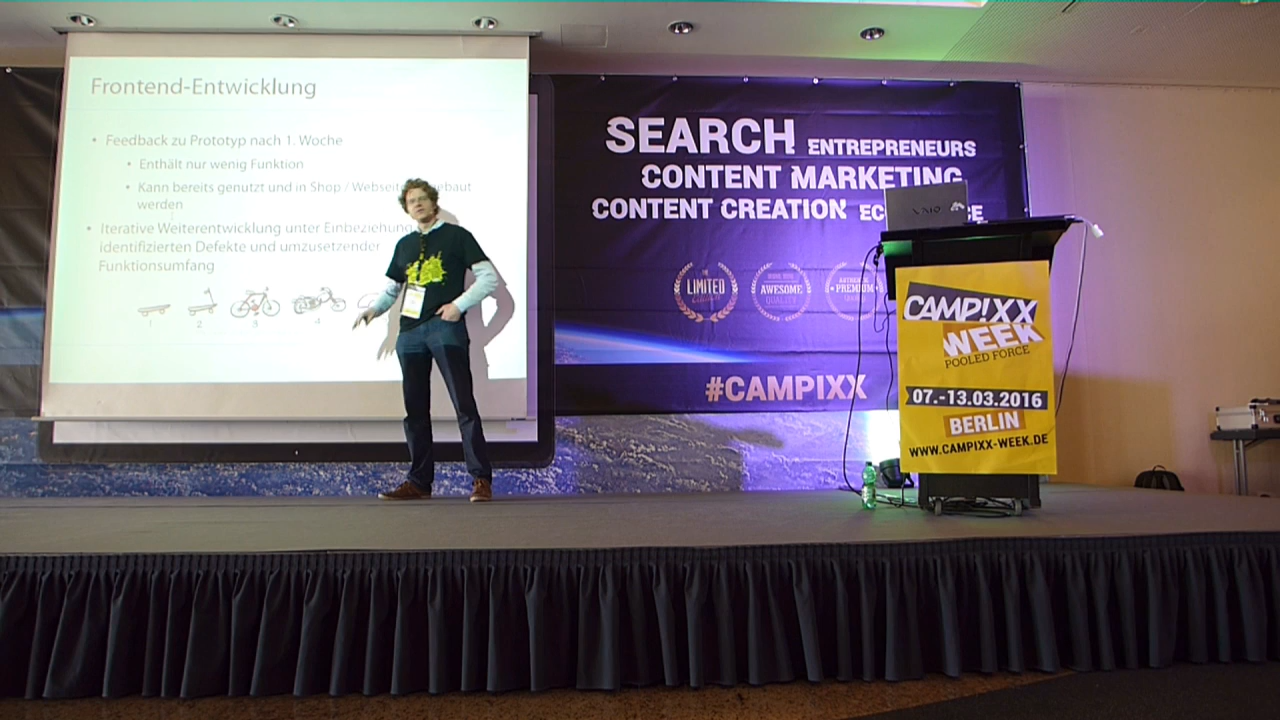 Frontend-Entwicklung
• Feedback zu Prototyp nach 1. Woche
• Enthält nur wenig Funktion
• Kann bereits genutzt und in Shop / Webseite
werden
• Iterative Weiterentwicklung unter Einbeziehung
identifizierten Defekte und umzusetzender
Funktionsumfang
1 2 3 4
SEARCH ENTREPRENEURS
CONTENT MARKETING
CONTENT CREATION
LIMITED
AWESOME
QUALITY
PREMIUM
#CAMPIXX
VAIO
CAMP!XX
WEEK
POOLED FORCE
07.-13.03.2016
BERLIN
WWW.CAMPIXX-WEEK.DE